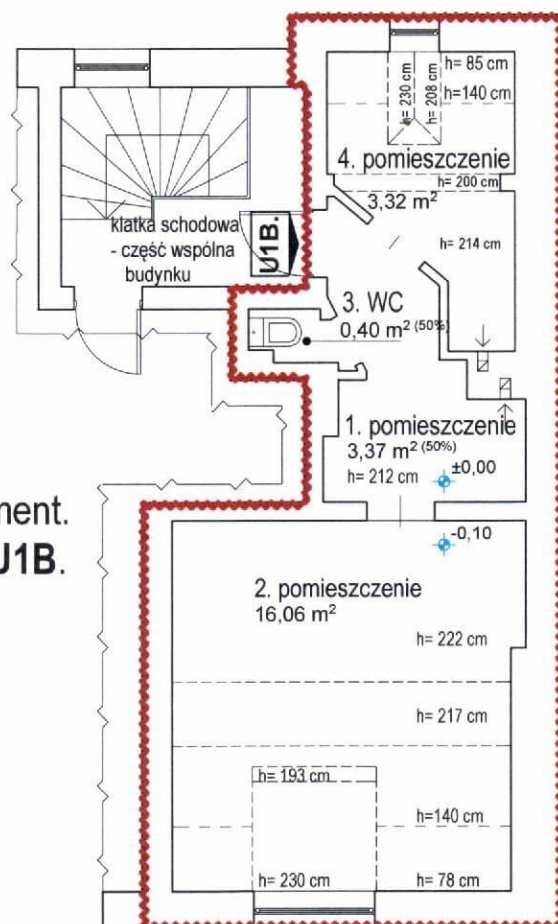 h= 85 cm
h= 230 cm
h= 208 cm
h=140 cm
4. pomieszczenie
h= 200 cm
3,32 m²
klatka schodowa
- część wspólna
budynku
U1B.
h= 214 cm
3. WC
0,40 m² (50%)
1. pomieszczenie
3,37 m² (50%)
h= 212 cm
±0,00
-0,10
ment.
U1B.
2. pomieszczenie
16,06 m²
h= 222 cm
h= 217 cm
h= 193 cm
h=140 cm
h= 230 cm
h= 78 cm